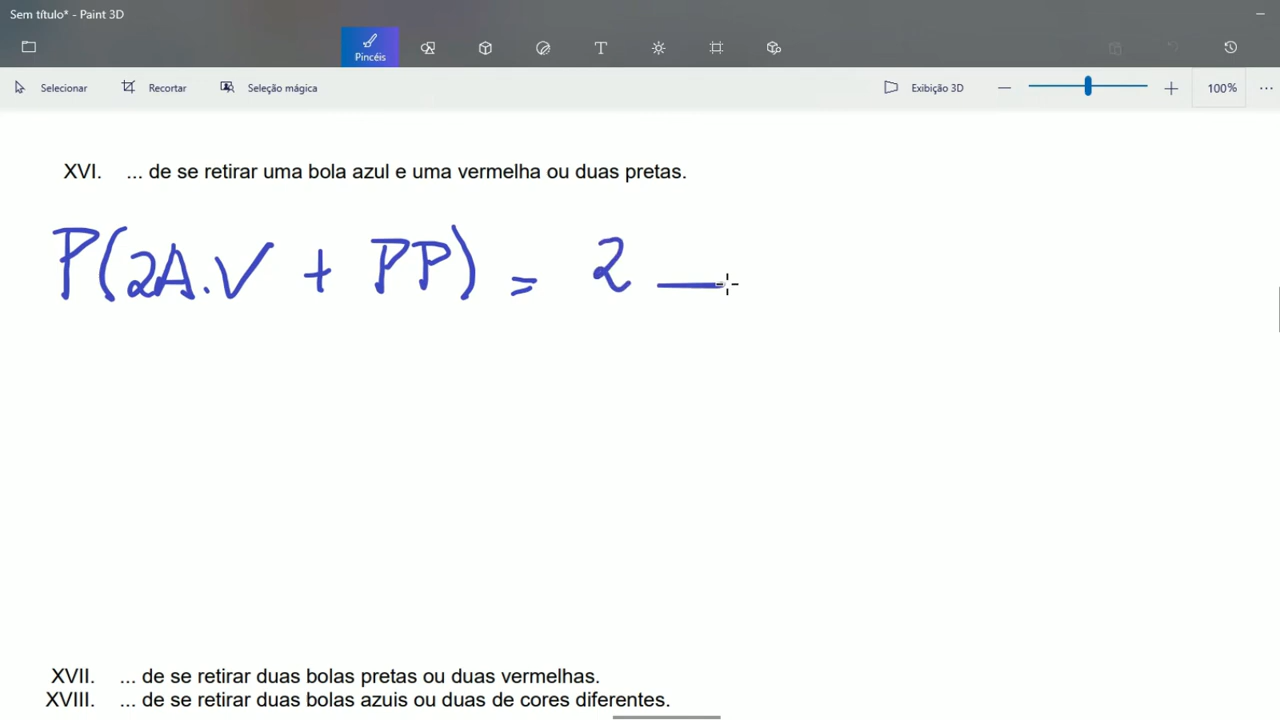 Sem título* - Paint 3D
Pincéis
Selecionar Recortar Seleção mágica Exibição 3D 100%
XVI. ... de se retirar uma bola azul e uma vermelha ou duas pretas.
P(2A.V + PP) = 2
XVII. ... de se retirar duas bolas pretas ou duas vermelhas.
XVIII. ... de se retirar duas bolas azuis ou duas de cores diferentes.